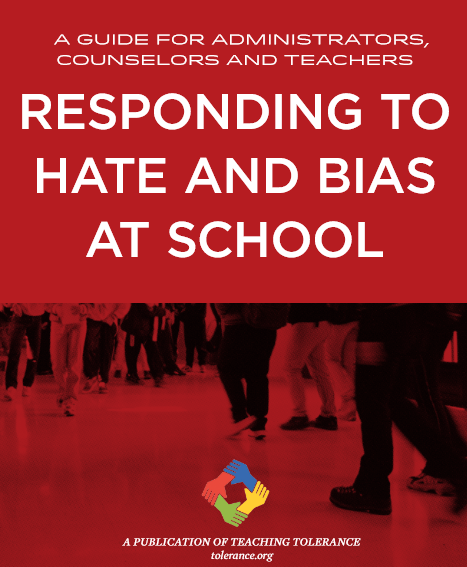 A GUIDE FOR ADMINISTRATORS,
COUNSELORS AND TEACHERS
RESPONDING TO
HATE AND BIAS
AT SCHOOL
A PUBLICATION OF TEACHING TOLERANCE
tolerance.org